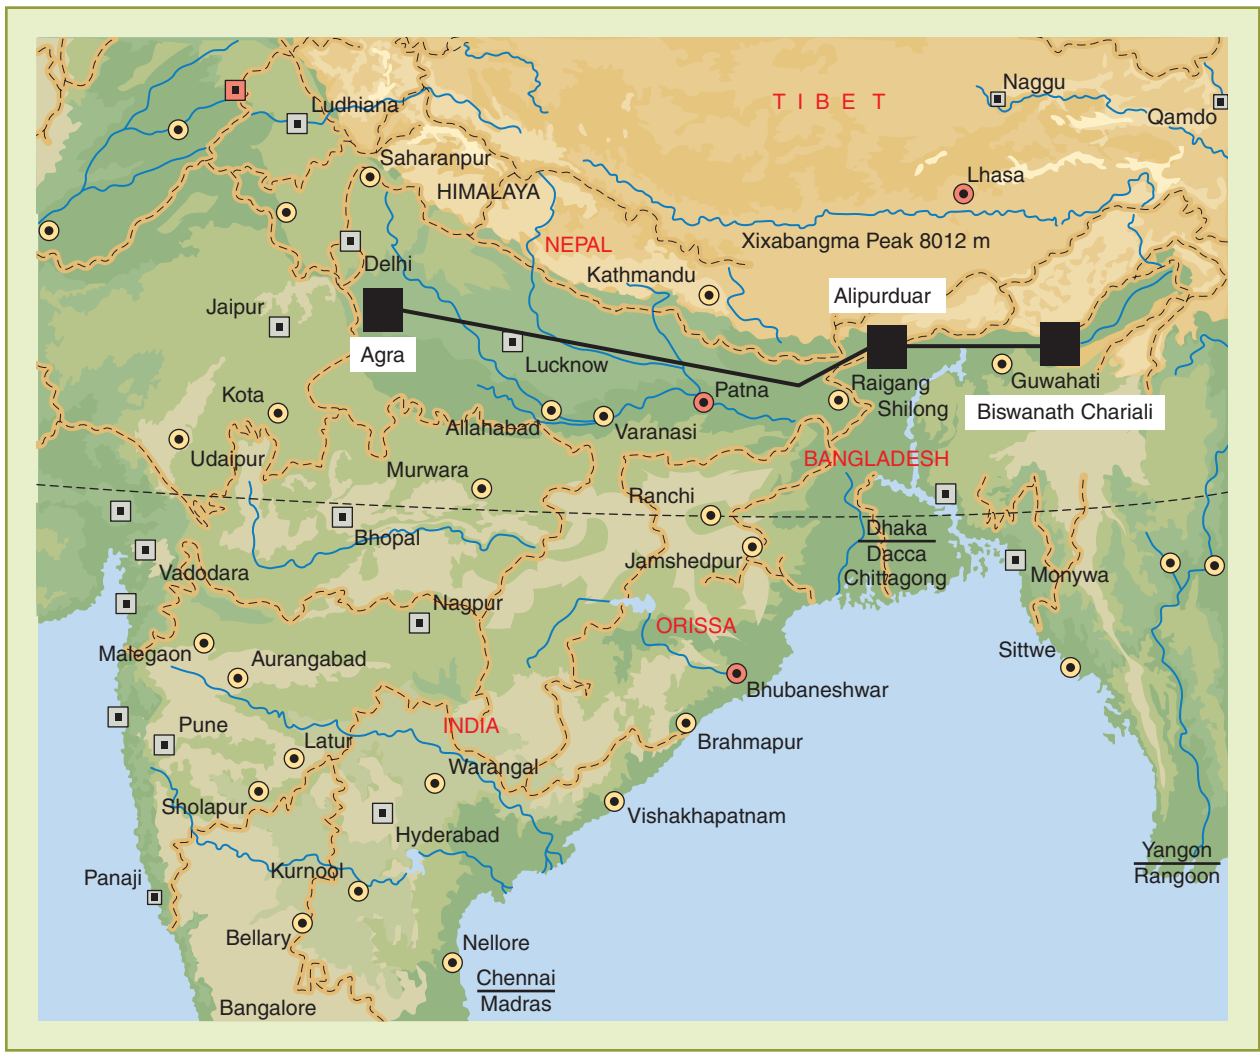 Naggu
TIBET
Ludhiana
Qamdo
Saharanpur
Lhasa
HIMALAYA
Xixabangma Peak 8012 m
NEPAL
Delhi
Kathmandu
Alipurduar
Jaipur
Agra
Lucknow
Raigang
Guwahati
Patna
Kota
Shilong
Biswanath Chariali
Allahabad
Varanasi
Udaipur
BANGLADESH
Murwara
Ranchi
Bhopal
Dhaka
Dacca
Jamshedpur
Chittagong
Vadodara
Monywa
Nagpur
ORISSA
Malegaon
Aurangabad
Sittwe
Bhubaneshwar
Pune
INDIA
Latur
Brahmapur
Warangal
Sholapur
Vishakhapatnam
Hyderabad
Yangon
Rangoon
Kurnool
Panaji
Bellary
Nellore
Chennai
Madras
Bangalore